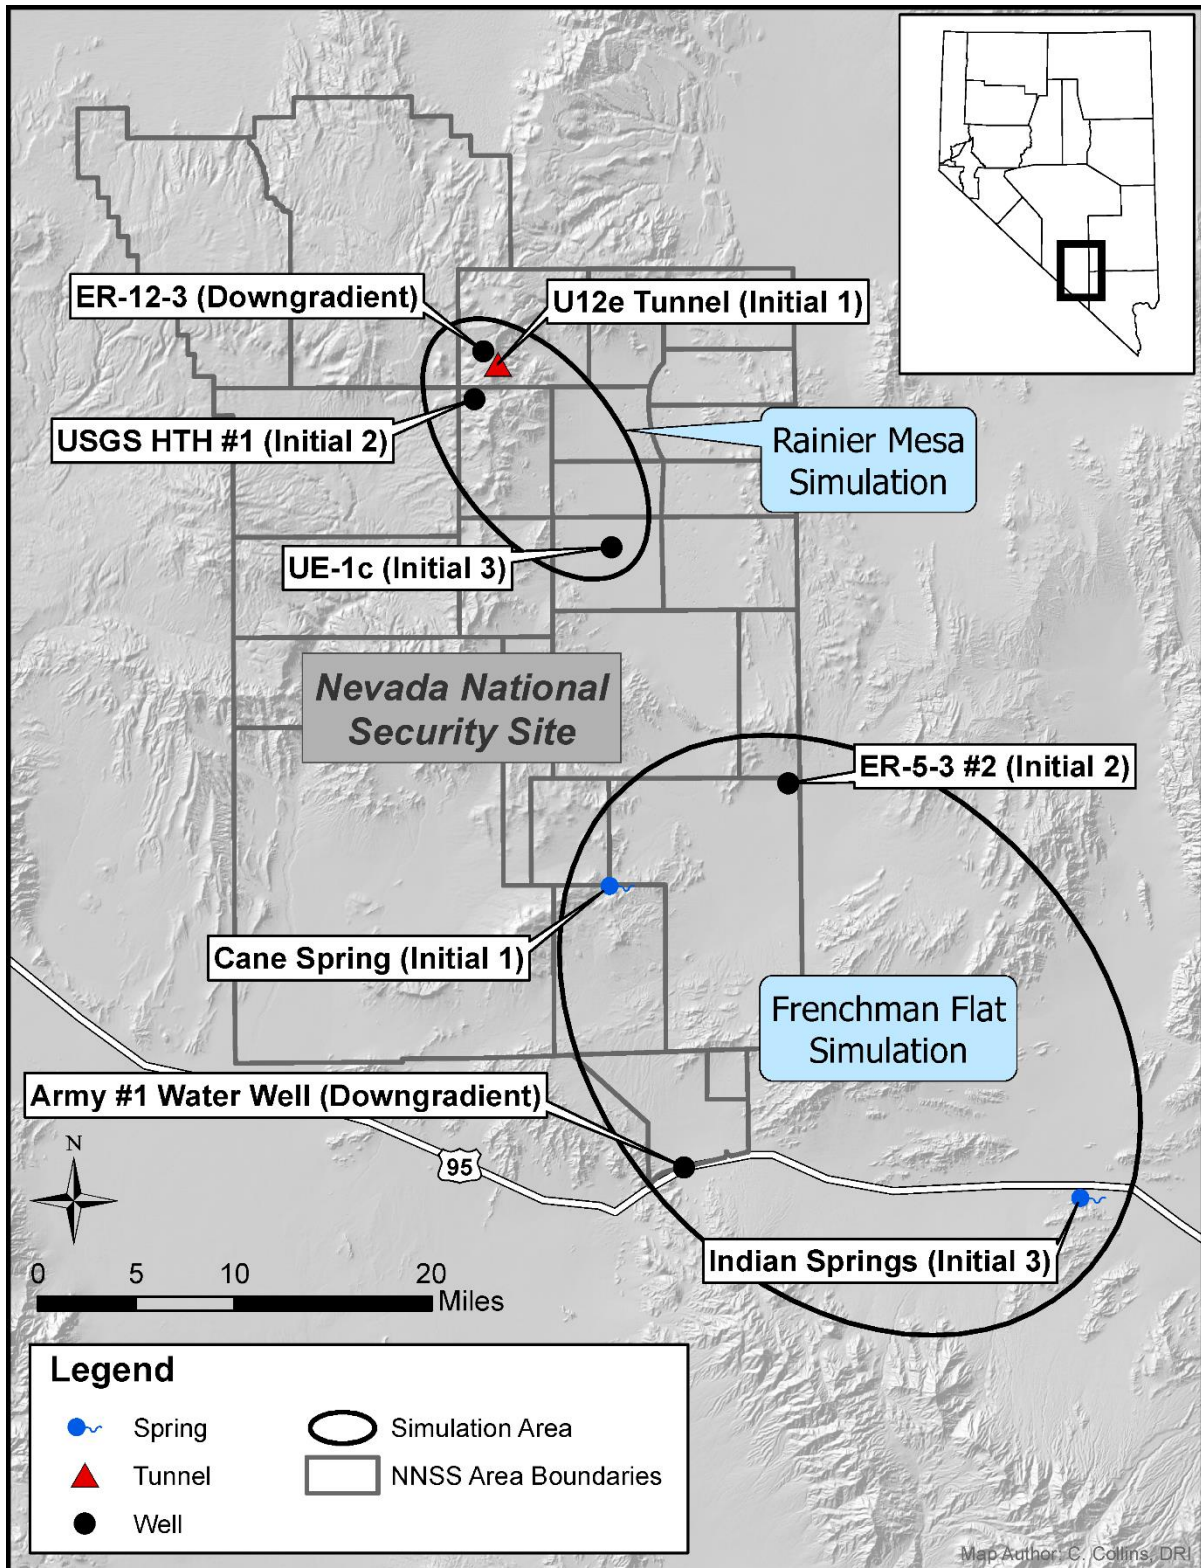 ER-12-3 (Downgradient)
U12e Tunnel (Initial 1)
USGS HTH #1 (Initial 2)
Rainier Mesa
Simulation
UE-1c (Initial 3)
Nevada National
Security Site
ER-5-3 #2 (Initial 2)
Cane Spring (Initial 1)
Frenchman Flat
Simulation
Army #1 Water Well (Downgradient)
N
95
Indian Springs (Initial 3)
0 5 10 20
Miles
Legend
Spring
Simulation Area
Tunnel
NNSS Area Boundaries
Well
Map Author: C. Collins, DRI